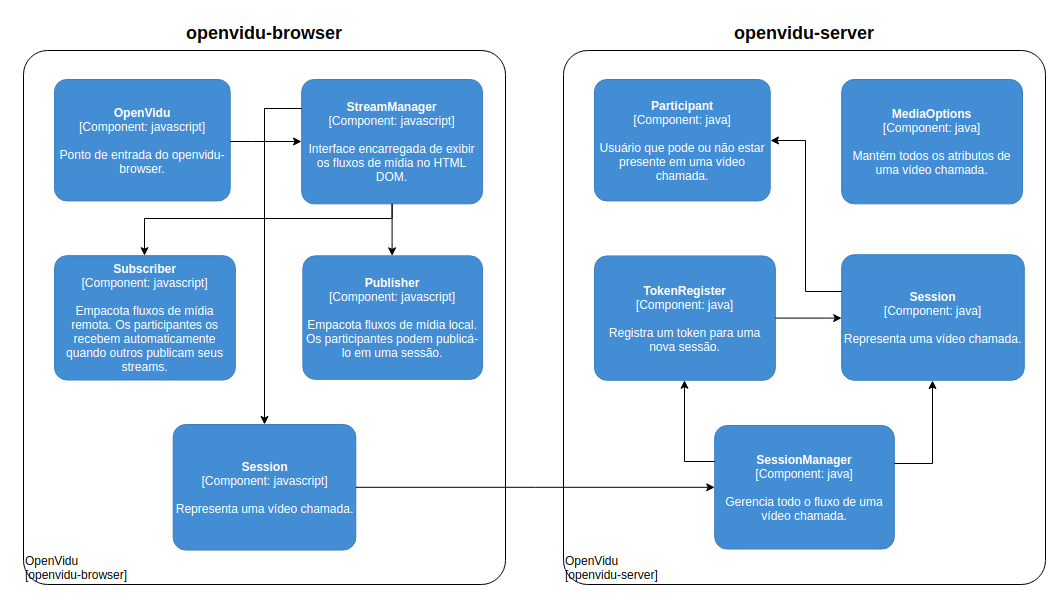 openvidu-browser
OpenVidu
[Component: javascript]
Ponto de entrada do openvidu-
browser.
StreamManager
[Component: javascript]
Interface encarregada de exibir
os fluxos de mídia no HTML
DOM.
Subscriber
[Component: javascript]
Empacota fluxos de mídia
remota. Os participantes os
recebem automaticamente
quando outros publicam seus
streams.
Publisher
[Component: javascript]
Empacota fluxos de mídia local.
Os participantes podem publicá-
lo em uma sessão.
Session
[Component: javascript]
Representa uma vídeo chamada.
OpenVidu
[openvidu-browser]
openvidu-server
Participant
[Component: java]
Usuário que pode ou não estar
presente em uma vídeo
chamada.
MediaOptions
[Component: java]
Mantém todos os atributos de
uma vídeo chamada.
TokenRegister
[Component: java]
Registra um token para uma
nova sessão.
Session
[Component: java]
Representa uma vídeo chamada.
SessionManager
[Component: java]
Gerencia todo o fluxo de uma
vídeo chamada.
OpenVidu
[openvidu-server]